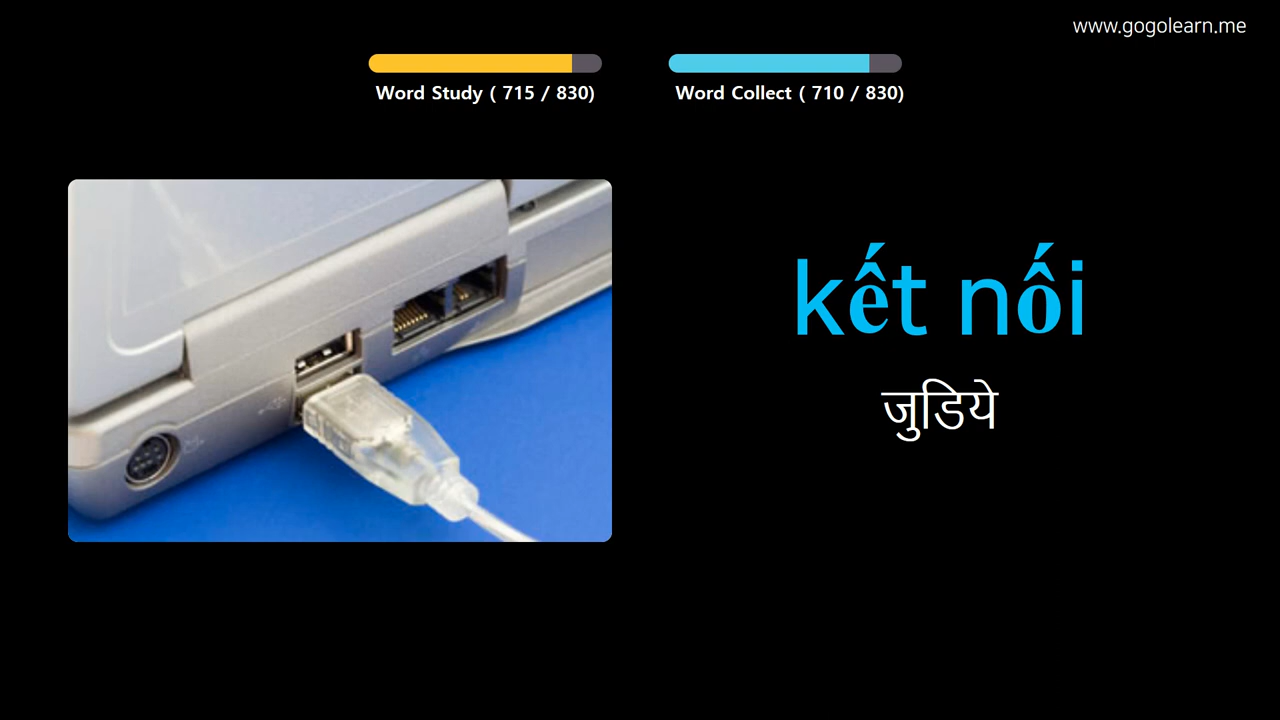 www.gogolearn.me
Word Study ( 715 / 830)
Word Collect ( 710 / 830)
kết nối
जुडिये